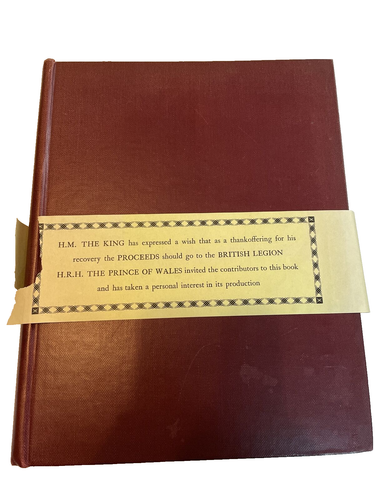 H.M. THE KING has expressed a wish that as a thankoffering for his
recovery the PROCEEDS should go to the BRITISH LEGION
H.R.H. THE PRINCE OF WALES invited the contributors to this book
and has taken a personal interest in its production